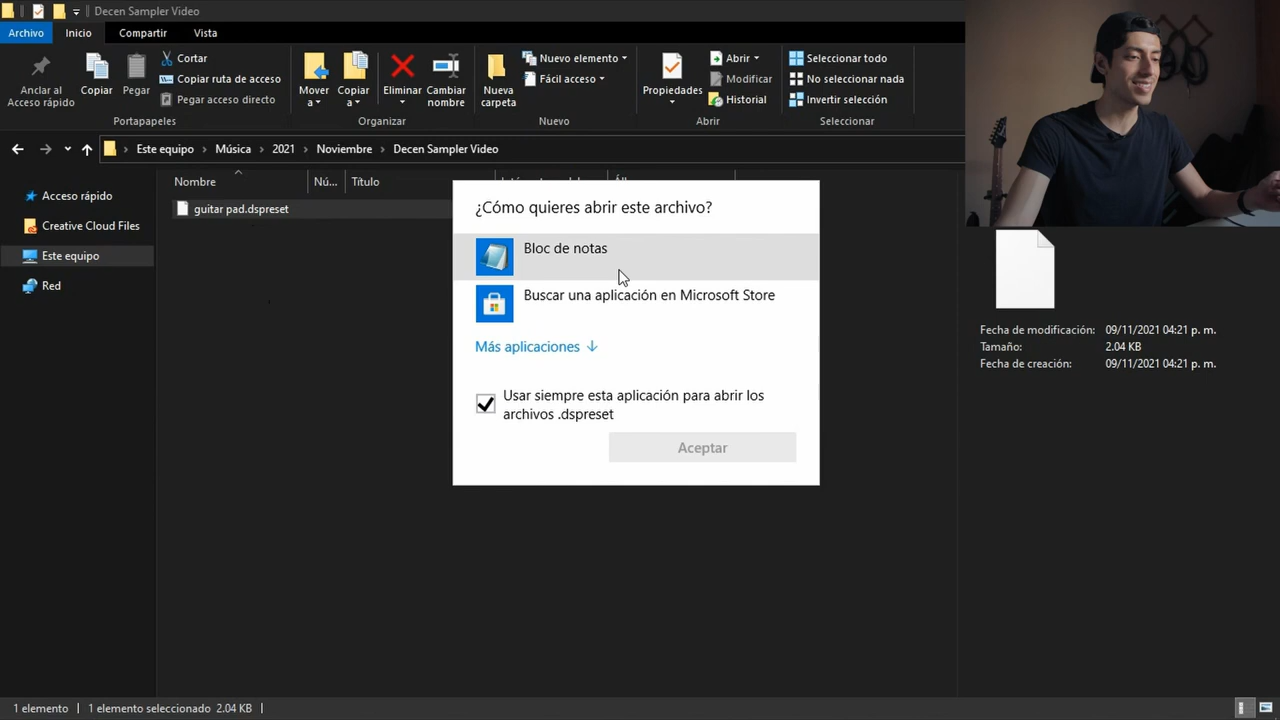 Decen Sampler Video
Archivo Inicio Compartir Vista
Anclar al
Acceso rápido
Copiar
Pegar
Cortar
Copiar ruta de acceso
Pegar acceso directo
Portapapeles
Mover
a
Copiar
a
Eliminar
Cambiar
nombre
Organizar
Nueva
carpeta
Nuevo elemento
Fácil acceso
Nuevo
Propiedades
Abrir
Modificar
Historial
Abrir
Seleccionar todo
No seleccionar nada
Invertir selección
Seleccionar
Este equipo > Música > 2021 > Noviembre > Decen Sampler Video
Nombre Nú... Título
Acceso rápido
Creative Cloud Files
Este equipo
Red
guitar pad.dspreset
¿Cómo quieres abrir este archivo?
Bloc de notas
Buscar una aplicación en Microsoft Store
Más aplicaciones
Usar siempre esta aplicación para abrir los
archivos .dspreset
Aceptar
Fecha de modificación: 09/11/2021 04:21 p. m.
Tamaño: 2.04 KB
Fecha de creación: 09/11/2021 04:21 p. m.
1 elemento | 1 elemento seleccionado 2.04 KB |